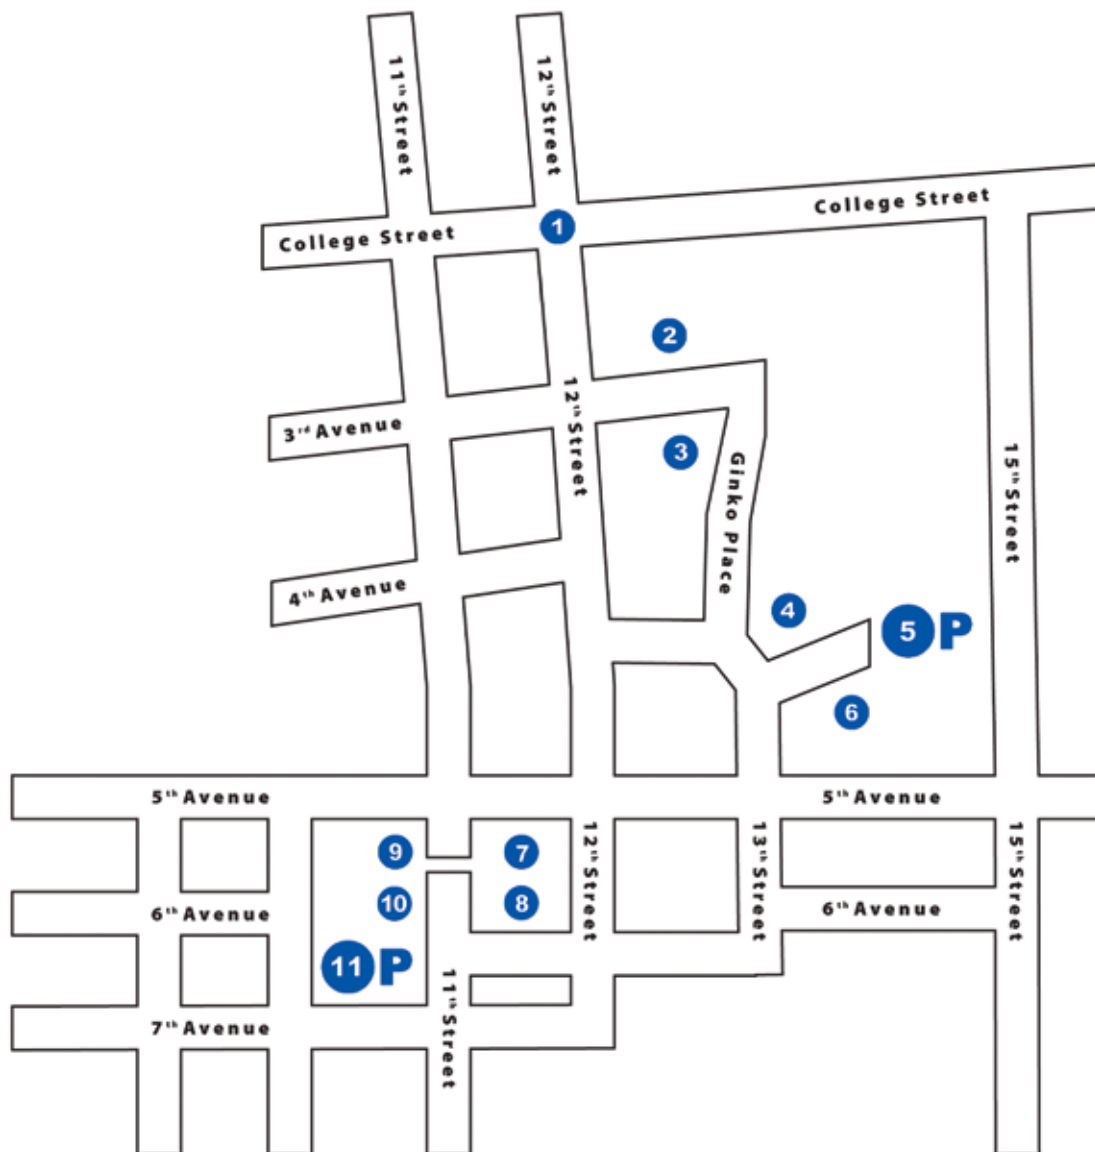 11th Street
12th Street
College Street
College Street
1
2
12th Street
3rd Avenue
3
Ginko Place
15th Street
4th Avenue
4
5 P
6
5th Avenue
5th Avenue
12th Street
13th Street
15th Street
9
7
10
8
6th Avenue
6th Avenue
11 P
11th Street
7th Avenue